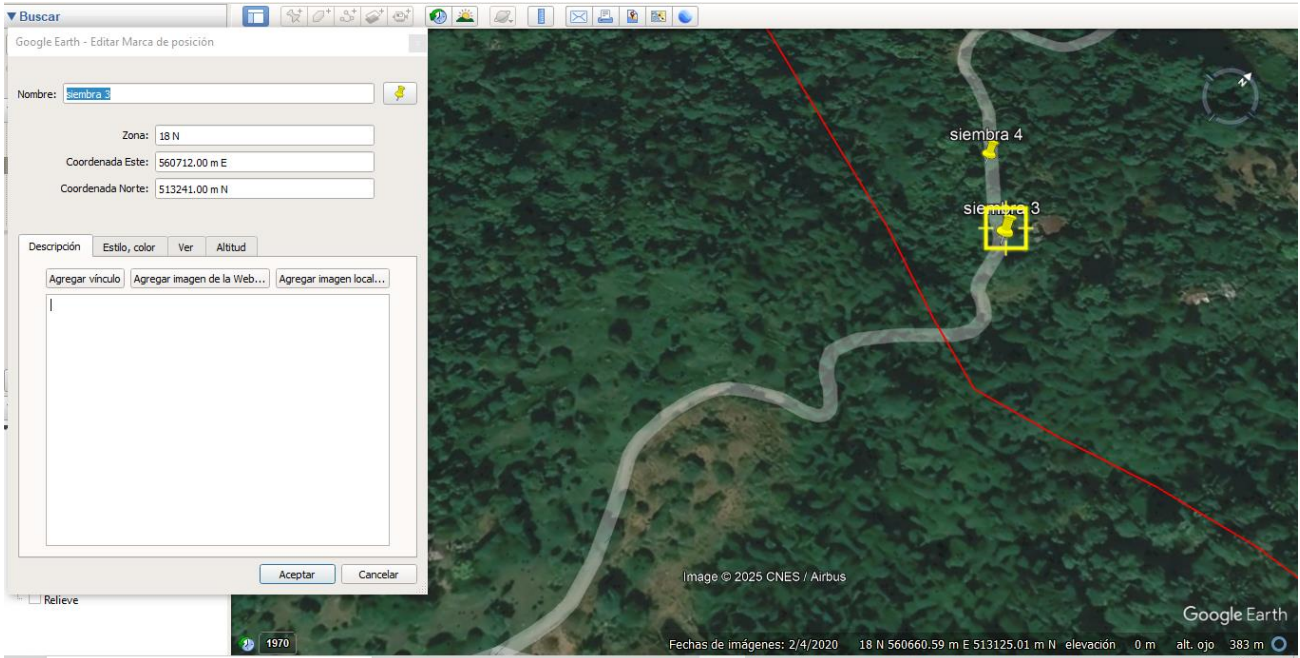 ▼ Buscar
Google Earth - Editar Marca de posición
Nombre: siembra 3
Zona: 18 N
Coordenada Este: 560712.00 m E
Coordenada Norte: 513241.00 m N
Descripción Estilo, color Ver Altitud
Agregar vínculo Agregar imagen de la Web... Agregar imagen local...
Aceptar Cancelar
Relieve
siembra 4
siembra 3
N
Image © 2025 CNES / Airbus
Google Earth
1970
Fechas de imágenes: 2/4/2020 18 N 560660.59 m E 513125.01 m N elevación 0 m alt. ojo 383 m